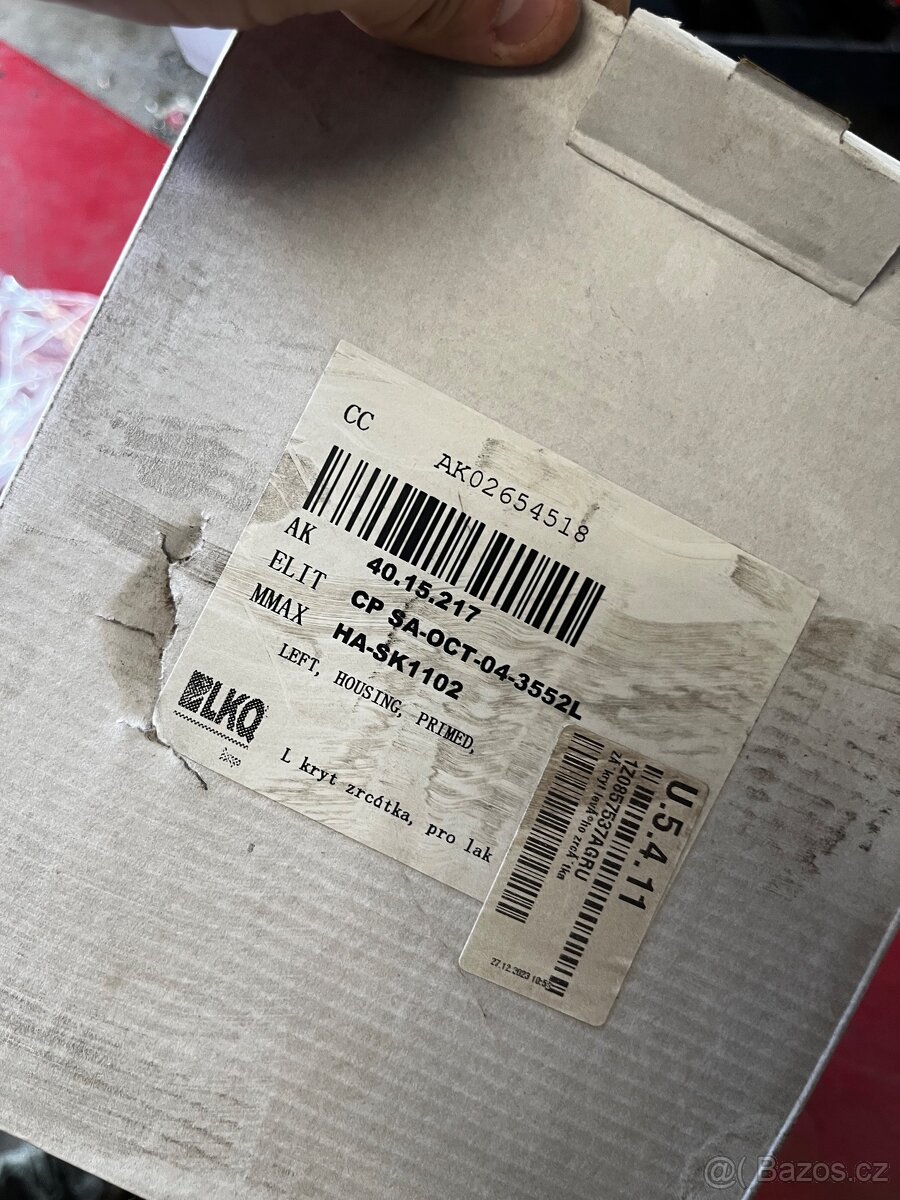 CC
AK02654518
AK 40.15.217
ELIT CP SA-OCT-04-3552L
MMAX HA-SK1102
LEFT, HOUSING, PRIMED,
LKQ
L kryt zrcátka, pro lak
U.5.4.11
1Z0857537AGRU
27.12.2023
@( Bazos.cz